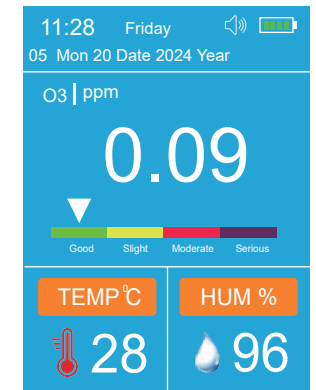 11:28 Friday
05 Mon 20 Date 2024 Year
O3 | ppm
0.09
Good Slight Moderate Serious
TEMP °C HUM %
28 96